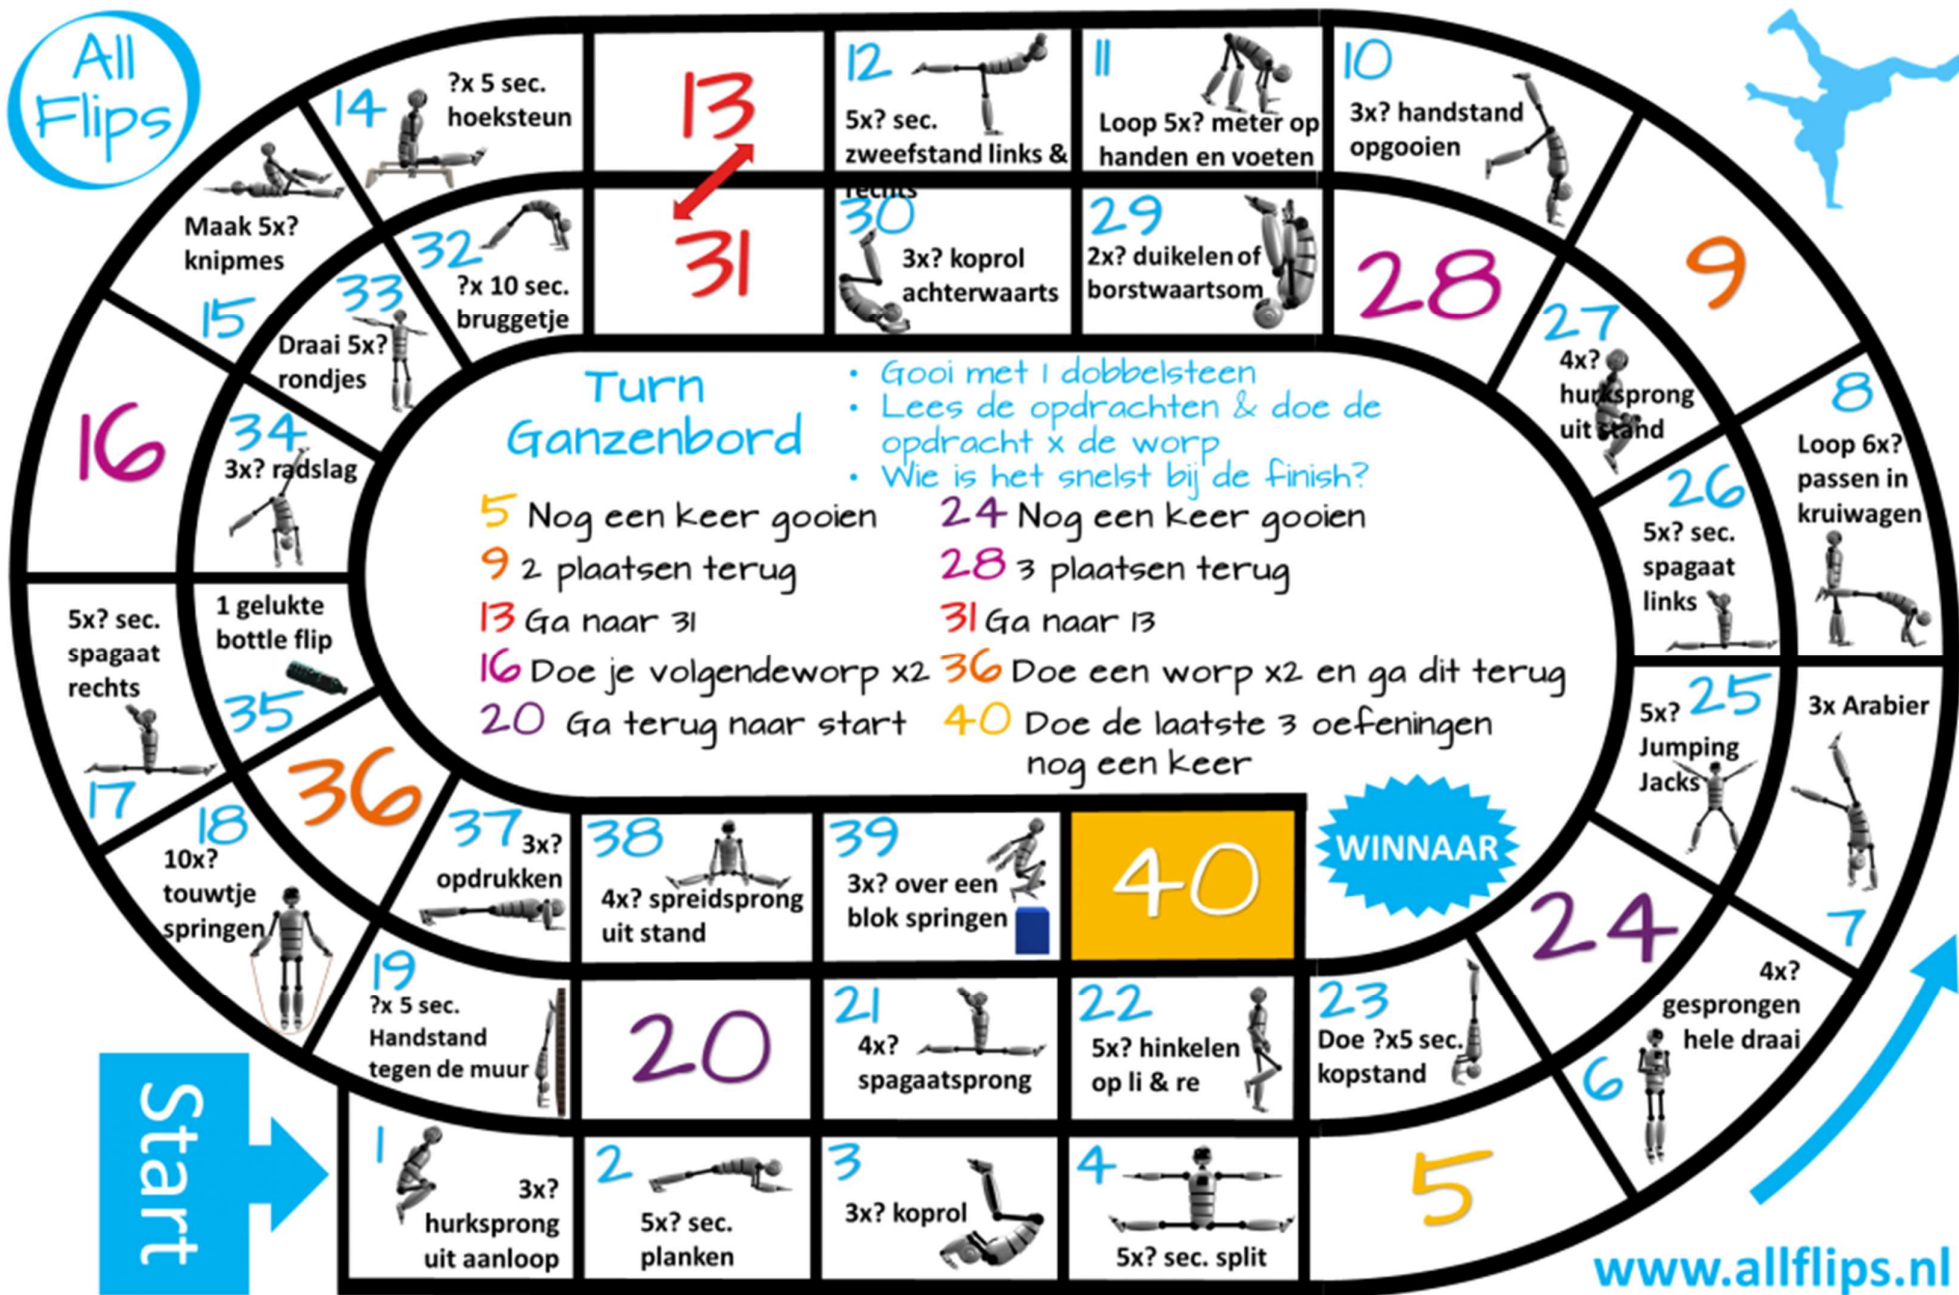 All
Flips
14
?x 5 sec.
hoeksteun
13
12
5x? sec.
zweefstand links &
rechts
11
Loop 5x? meter op
handen en voeten
10
3x? handstand
opgooien
9
8
Loop 6x?
passen in
kruiwagen
3x Arabier
7
4x?
gesprongen
hele draai
6
5
4
5x? sec. split
3
3x? koprol
2
5x? sec.
planken
1
3x?
hurksprong
uit aanloop
Start
Maak 5x?
knipmes
15
16
5x? sec.
spagaat
rechts
17
18
10x?
touwtje
springen
19
?x 5 sec.
Handstand
tegen de muur
20
21
4x?
spagaatsprong
22
5x? hinkelen
op li & re
23
Doe ?x5 sec.
kopstand
24
5x? 25
Jumping
Jacks
26
5x? sec.
spagaat
links
27
4x?
hurksprong
uit stand
28
29
2x? duikelen of
borstwaartsom
30
3x? koprol
achterwaarts
31
32
?x 10 sec.
bruggetje
33
Draai 5x?
rondjes
34
3x? radslag
1 gelukte
bottle flip
35
36
37 3x?
opdrukken
38
4x? spreidsprong
uit stand
39
3x? over een
blok springen
40
WINNAAR
Turn
Ganzenbord
• Gooi met 1 dobbelsteen
• Lees de opdrachten & doe de
opdracht x de worp
• Wie is het snelst bij de finish?
5 Nog een keer gooien
9 2 plaatsen terug
13 Ga naar 31
16 Doe je volgendeworp x2
20 Ga terug naar start
24 Nog een keer gooien
28 3 plaatsen terug
31 Ga naar 13
36 Doe een worp x2 en ga dit terug
40 Doe de laatste 3 oefeningen
nog een keer
www.allflips.nl